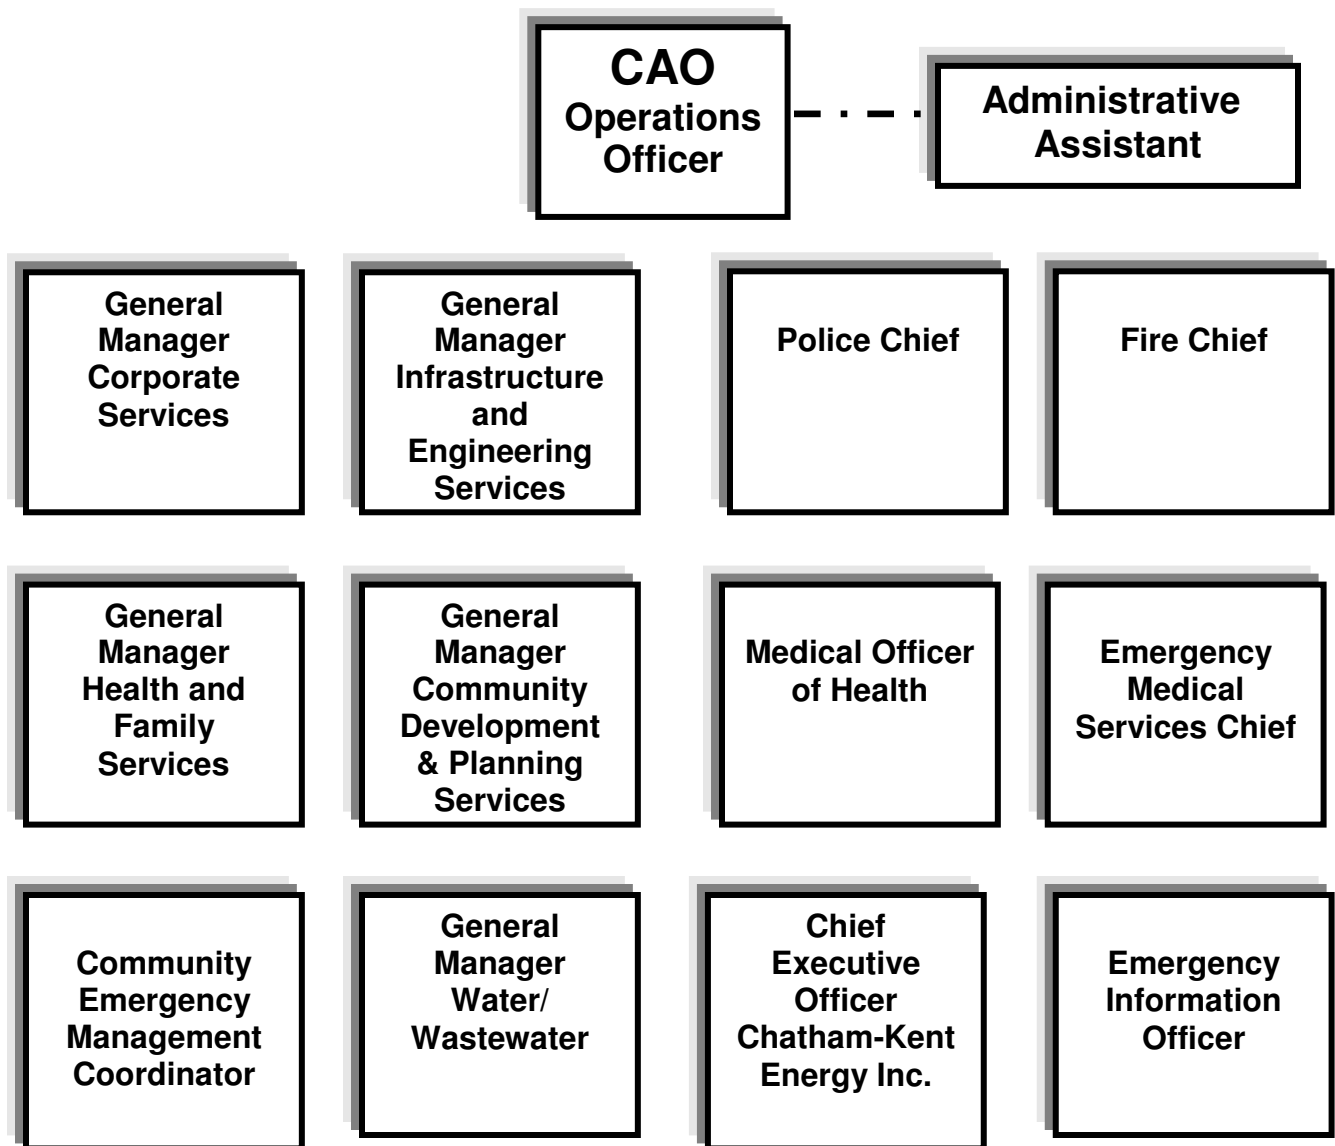 CAO
Operations
Officer
Administrative
Assistant
General
Manager
Corporate
Services
General
Manager
Infrastructure
and
Engineering
Services
Police Chief
Fire Chief
General
Manager
Health and
Family
Services
General
Manager
Community
Development
& Planning
Services
Medical Officer
of Health
Emergency
Medical
Services Chief
Community
Emergency
Management
Coordinator
General
Manager
Water/
Wastewater
Chief
Executive
Officer
Chatham-Kent
Energy Inc.
Emergency
Information
Officer